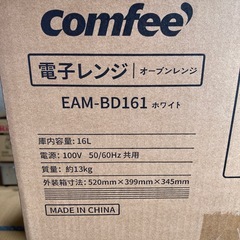 comfee'
電子レンジ オーブンレンジ
EAM-BD161 ホワイト
庫内容量: 16L
電源: 100V 50/60Hz 共用
質量: 約13kg
外装箱寸法: 520mm×399mm×345mm
MADE IN CHINA